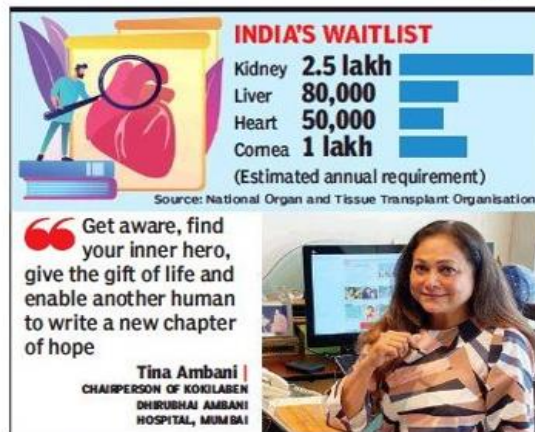 INDIA'S WAITLIST
Kidney 2.5 lakh
Liver 80,000
Heart 50,000
Cornea 1 lakh
(Estimated annual requirement)
Source: National Organ and Tissue Transplant Organisation
“ Get aware, find
your inner hero,
give the gift of life and
enable another human
to write a new chapter
of hope
Tina Ambani |
CHAIRPERSON OF KOKILABEN
DHIRUBHAI AMBANI
HOSPITAL, MUMBAI